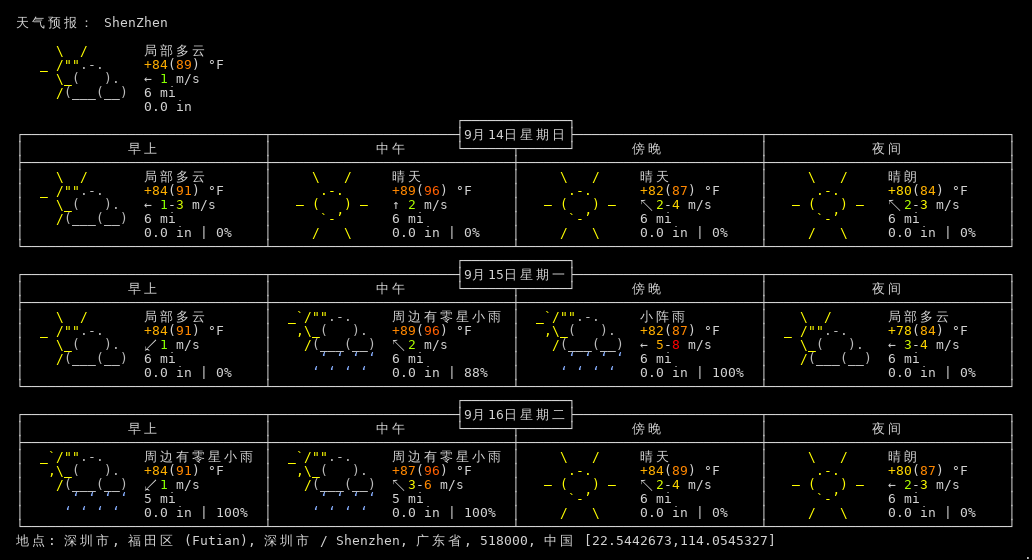 天气预报： ShenZhen
局部多云
+84(89) °F
← 1 m/s
6 mi
0.0 in
9月14日星期日
早上 中午 傍晚 夜间
局部多云 晴天 晴天 晴朗
+84(91) °F +89(96) °F +82(87) °F +80(84) °F
← 1-3 m/s ↑ 2 m/s ↖ 2-4 m/s ↖ 2-3 m/s
6 mi 6 mi 6 mi 6 mi
0.0 in | 0% 0.0 in | 0% 0.0 in | 0% 0.0 in | 0%
9月15日星期一
早上 中午 傍晚 夜间
局部多云 周边有零星小雨 小阵雨 局部多云
+84(91) °F +89(96) °F +82(87) °F +78(84) °F
↙ 1 m/s ↖ 2 m/s ← 5-8 m/s ← 3-4 m/s
6 mi 6 mi 6 mi 6 mi
0.0 in | 0% 0.0 in | 88% 0.0 in | 100% 0.0 in | 0%
9月16日星期二
早上 中午 傍晚 夜间
周边有零星小雨 周边有零星小雨 晴天 晴朗
+84(91) °F +87(96) °F +84(89) °F +80(87) °F
↙ 1 m/s ↖ 3-6 m/s ↖ 2-4 m/s ← 2-3 m/s
5 mi 5 mi 6 mi 6 mi
0.0 in | 100% 0.0 in | 100% 0.0 in | 0% 0.0 in | 0%
地点: 深圳市, 福田区 (Futian), 深圳市 / Shenzhen, 广东省, 518000, 中国 [22.5442673,114.0545327]